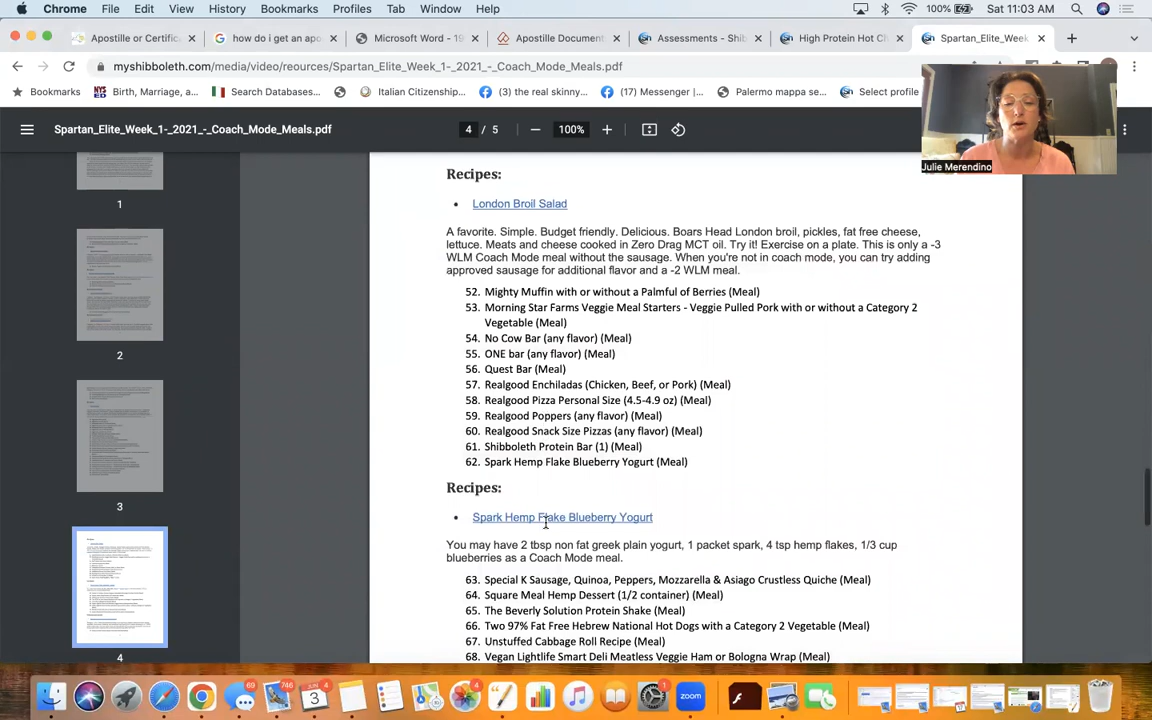 Chrome File Edit View History Bookmarks Profiles Tab Window Help 100% Sat 11:03 AM
Apostille or Certific
how do i get an apo
Microsoft Word - 19
Apostille Document
Assessments - Shib
High Protein Hot Ch
Spartan_Elite_Week_
myshibboleth.com/media/video/reources/Spartan_Elite_Week_1-_2021_-_Coach_Mode_Meals.pdf
Bookmarks Birth, Marriage, a... Search Databases... Italian Citizenship... (3) the real skinny... (17) Messenger |... Palermo mappa se... Select profile
Spartan_Elite_Week_1-_2021_-_Coach_Mode_Meals.pdf 4 / 5 100%
Julie Merendino
1
2
3
4
Recipes:
• London Broil Salad
A favorite. Simple. Budget friendly. Delicious. Boars Head London broil, pickles, fat free cheese,
lettuce. Meats and cheese cooked in Zero Drag MCT oil. Try it! Exercise on a plate. This is only a -3
WLM Coach Mode meal without the sausage. When you're not in coach mode, you can try adding
approved sausage for additional flavor and a -2 WLM meal.
52. Mighty Muffin with or without a Palmful of Berries (Meal)
53. Morning Star Farms Veggie Meal Starters - Veggie Pulled Pork with or without a Category 2
Vegetable (Meal)
54. No Cow Bar (any flavor) (Meal)
55. ONE bar (any flavor) (Meal)
56. Quest Bar (Meal)
57. Realgood Enchiladas (Chicken, Beef, or Pork) (Meal)
58. Realgood Pizza Personal Size (4.5-4.9 oz) (Meal)
59. Realgood Poppers (any flavor) (Meal)
60. Realgood Snack Size Pizzas (any flavor) (Meal)
61. Shibboleth Protein Bar (1) (Meal)
62. Spark Hemp Flake Blueberry Yogurt (Meal)
Recipes:
• Spark Hemp Flake Blueberry Yogurt
You may have 2 tbsp non fat greek plain yogurt, 1 packet spark, 4 tsp hemp flakes, 1/3 cup
blueberries as a Coach Mode meal.
63. Special K Sausage, Quinoa, Peppers, Mozzarella & Asiago Crustless Quiche (Meal)
64. Square Meal Hemp Dessert (1/2 container) (Meal)
65. The Beverly Solution Protein Shake (Meal)
66. Two 97% Fat Free Hebrew National Hot Dogs with a Category 2 Vegetable (Meal)
67. Unstuffed Cabbage Roll Recipe (Meal)
68. Vegan Lightlife Smart Deli Meatless Veggie Ham or Bologna Wrap (Meal)
69 746 JUN 3 4 1 zoom